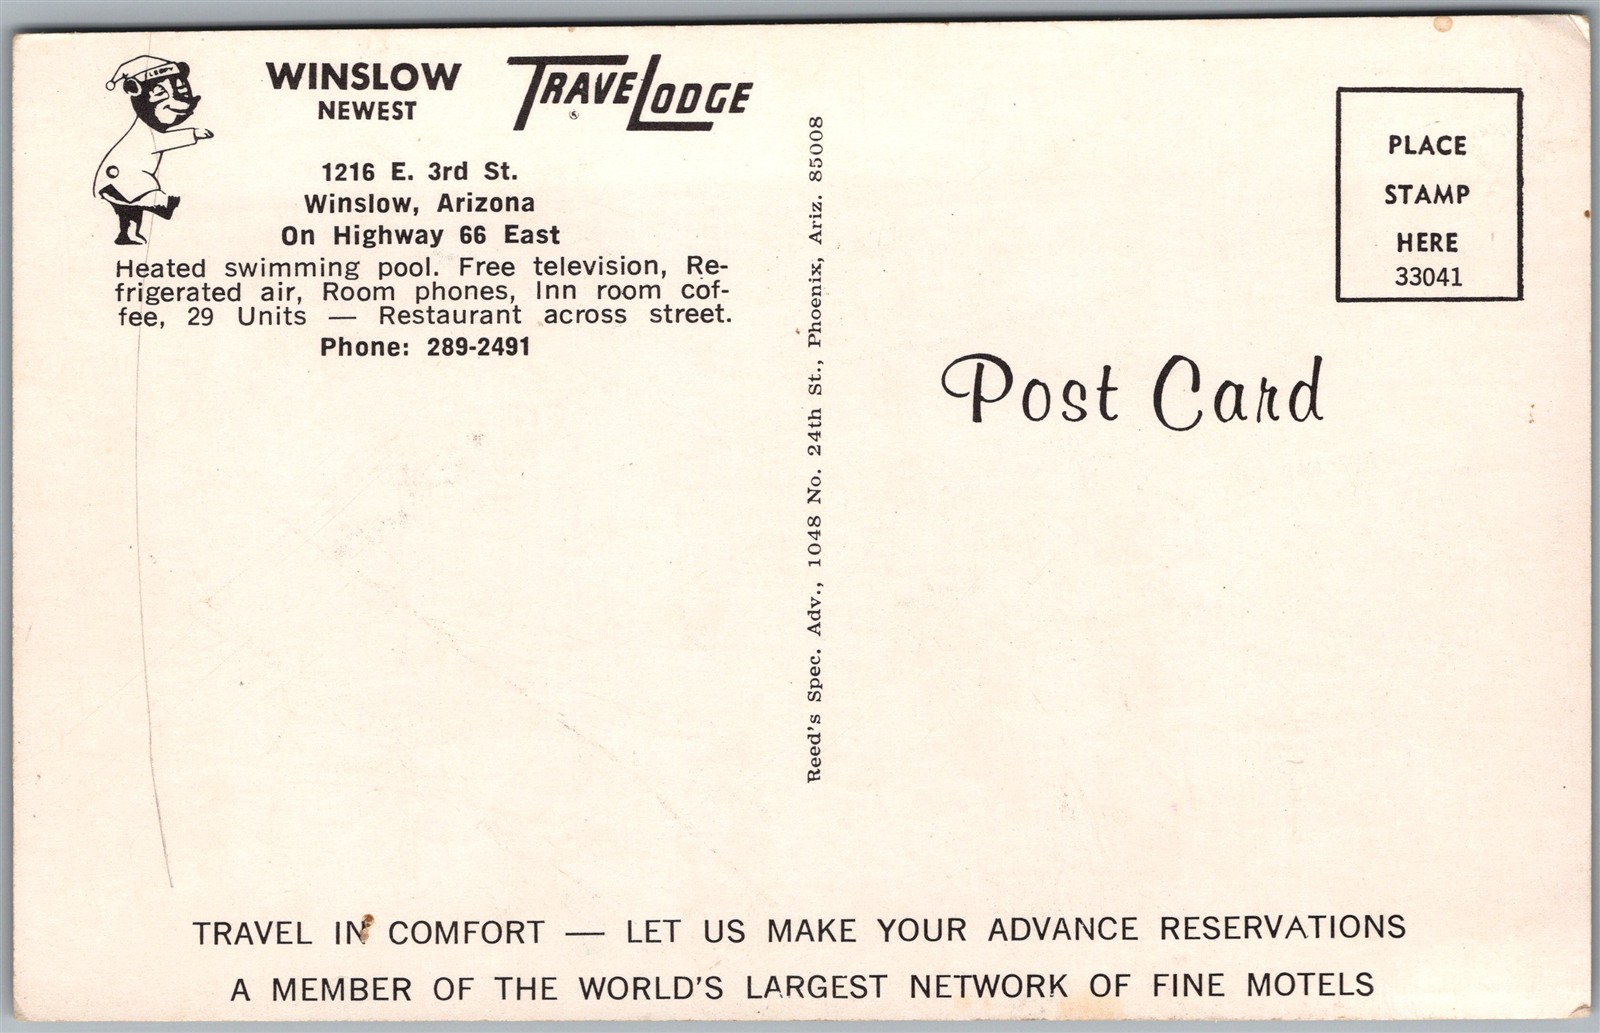 WINSLOW
NEWEST
TRAVELODGE
®
1216 E. 3rd St.
Winslow, Arizona
On Highway 66 East
Heated swimming pool. Free television, Re-
frigerated air, Room phones, Inn room cof-
fee, 29 Units — Restaurant across street.
Phone: 289-2491
Reed's Spec. Adv., 1048 No. 24th St., Phoenix, Ariz. 85008
PLACE
STAMP
HERE
33041
Post Card
TRAVEL IN COMFORT — LET US MAKE YOUR ADVANCE RESERVATIONS
A MEMBER OF THE WORLD'S LARGEST NETWORK OF FINE MOTELS